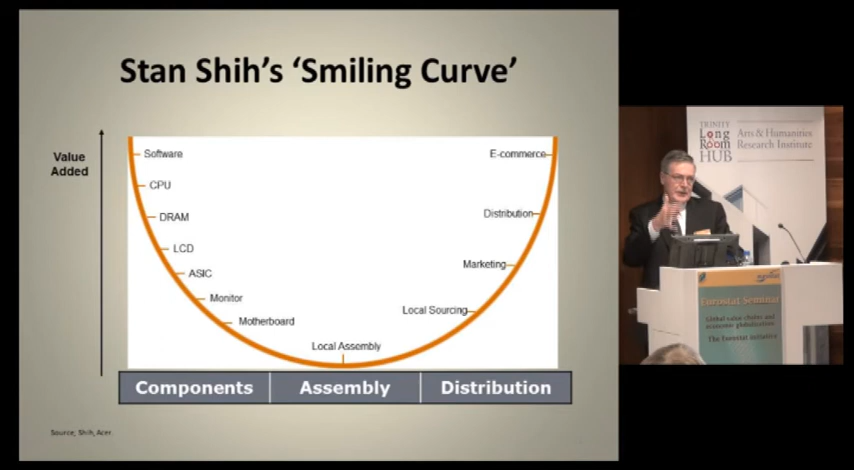 Stan Shih's 'Smiling Curve'
Value
Added
Software
CPU
DRAM
LCD
ASIC
Monitor
Motherboard
Local Assembly
Local Sourcing
Marketing
Distribution
E-commerce
Components
Assembly
Distribution
Source; Shih, Acer.
TRINITY
Long
Room
HUB
Arts & Humanities
Research Institute
eurostat
Eurostat Seminar
Global value chains and
economic globalization
The Eurostat initiative